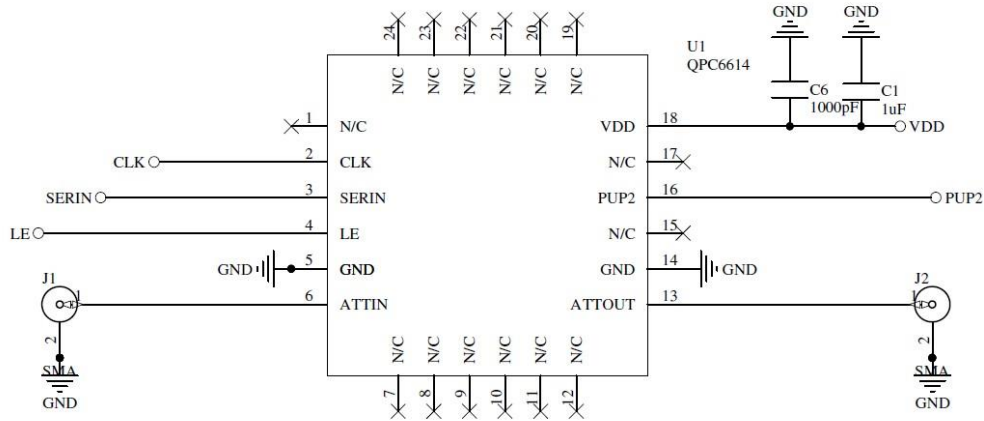 24 23 22 21 20 19
N/C N/C N/C N/C N/C N/C
GND GND
U1
QPC6614
C6
1000pF
C1
1uF
1 N/C
VDD 18 VDD
CLK 2 CLK
N/C 17
SERIN 3 SERIN
PUP2 16 PUP2
LE 4 LE
N/C 15
GND 5 GND
GND 14 GND
J1
1 6 ATTIN
ATTOUT 13 1
J2
2
SMA
GND
2
SMA
GND
N/C N/C N/C N/C N/C N/C
7 8 9 10 11 12